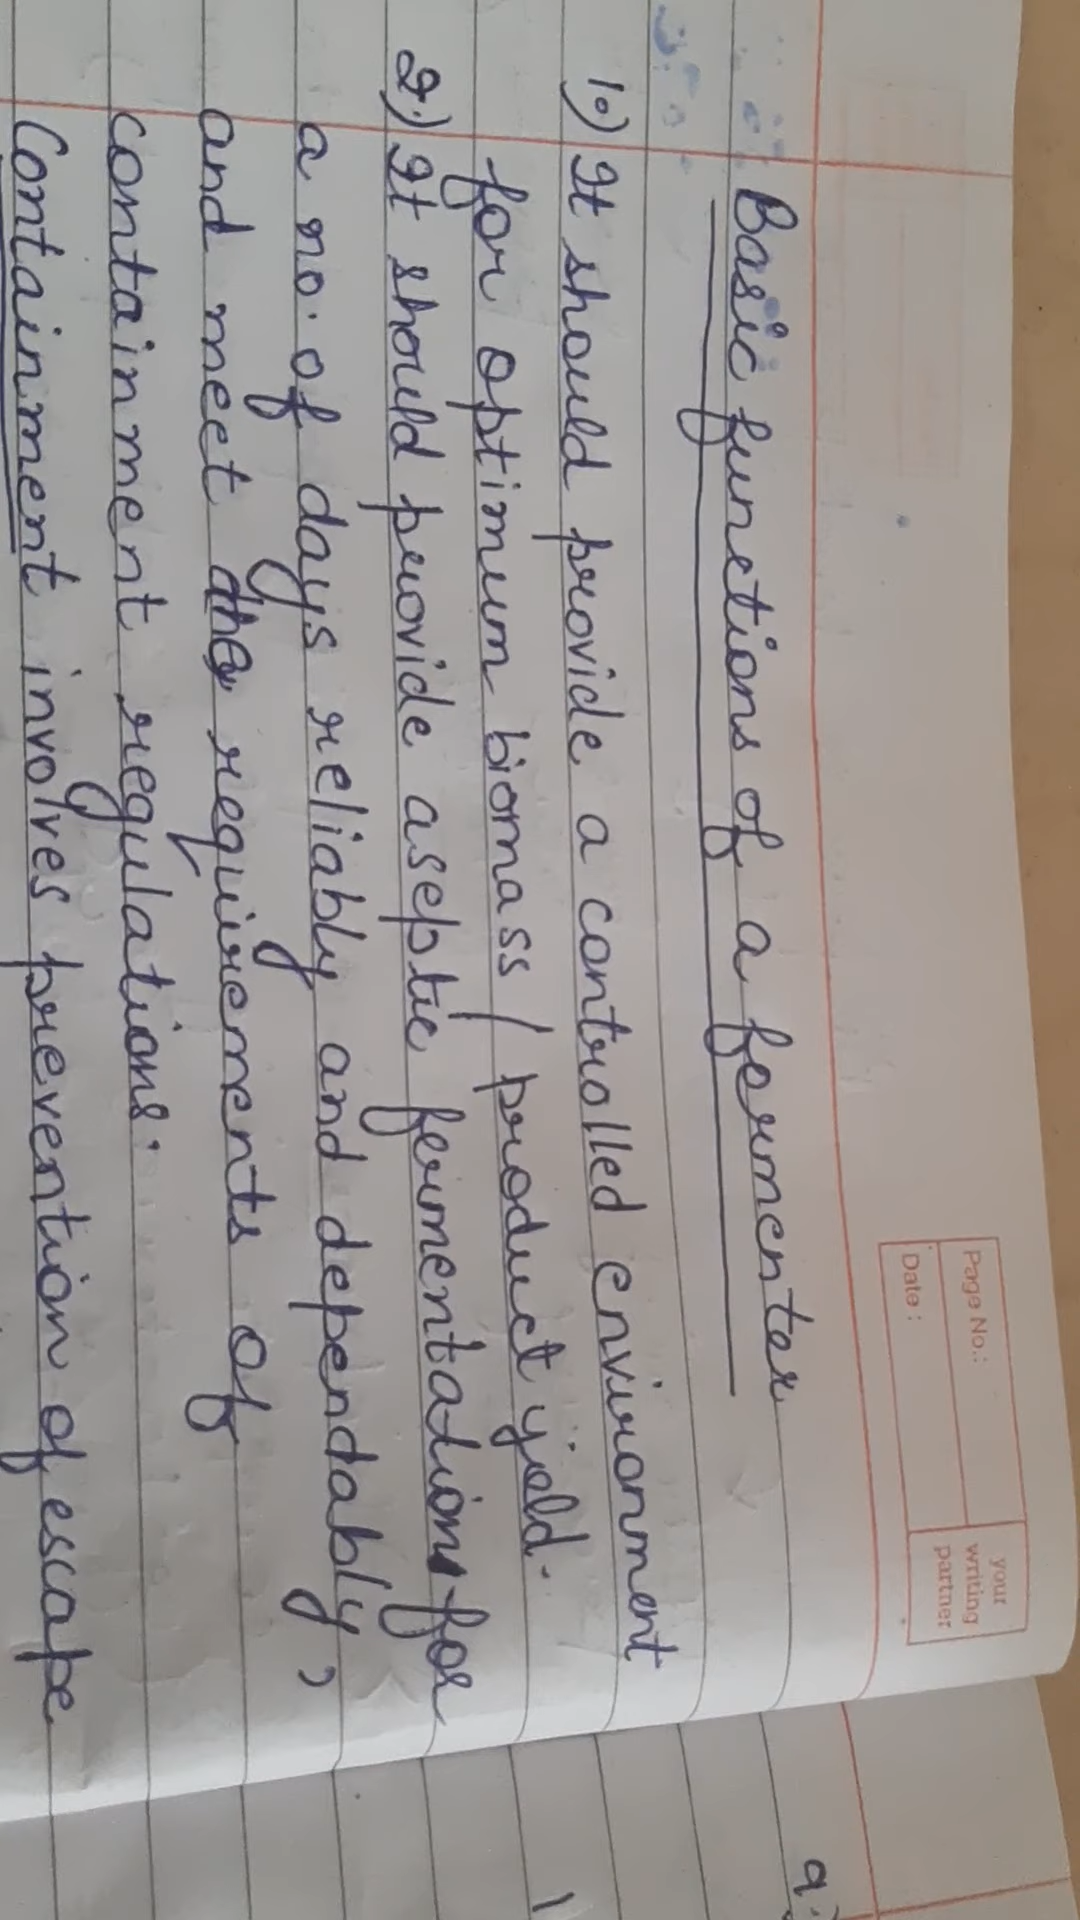 Page No.:
Date :
your
writing
partner
Basic functions of a fermenter
1.) It should provide a controlled environment
for optimum biomass / product yield.
2.) It should provide aseptic fermentations for
a no. of days reliably and dependably,
and meet the requirements of
containment regulations.
Containment involves prevention of escape
9.)